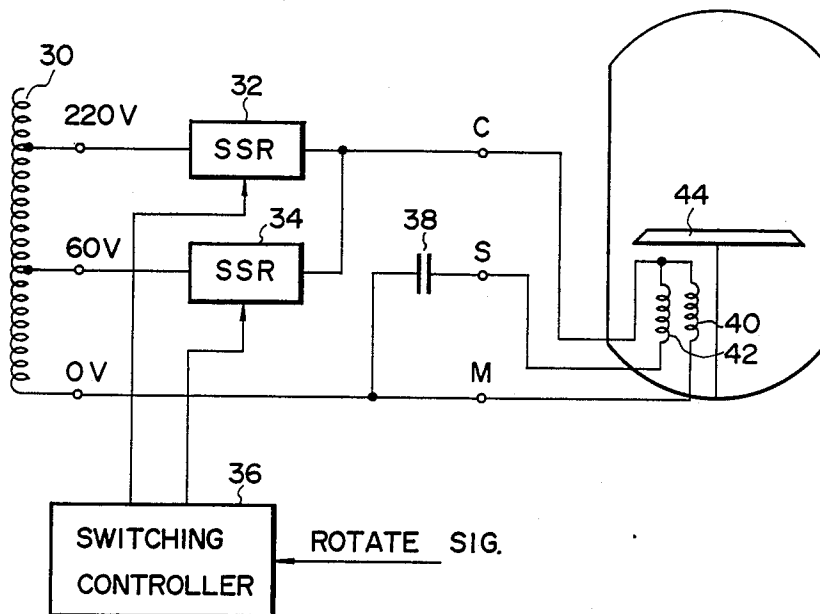 30
220V
32
SSR
C
44
60V
34
SSR
38
S
40
42
0V
M
36
SWITCHING
CONTROLLER
ROTATE SIG.